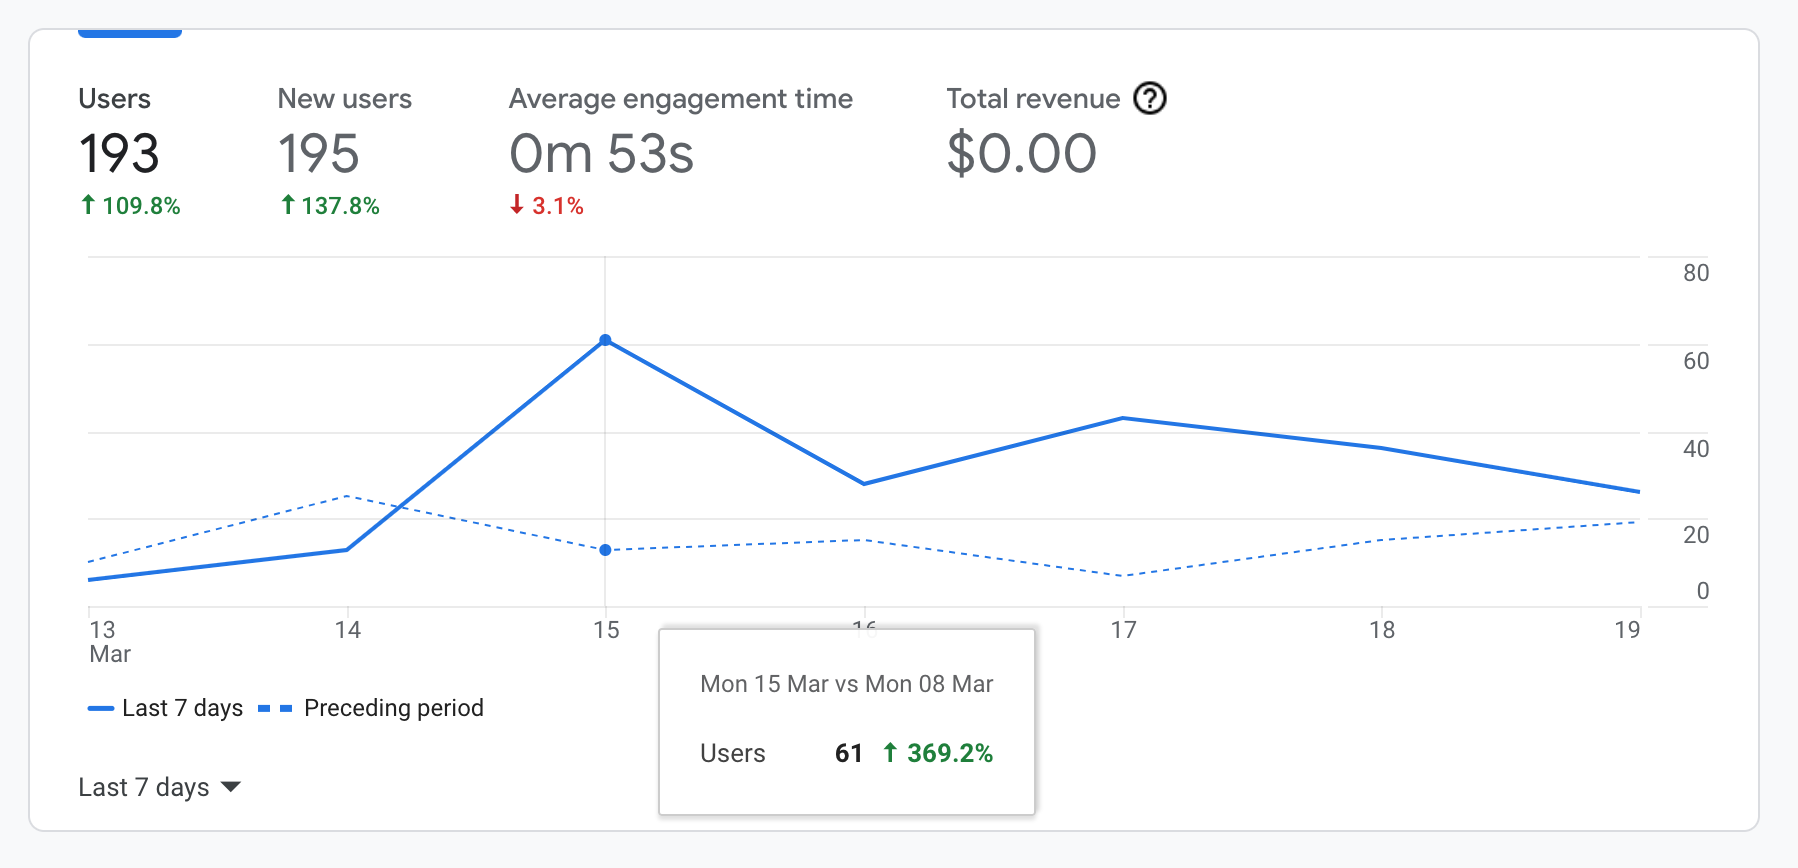 Users New users Average engagement time Total revenue ?
193 195 0m 53s $0.00
↑ 109.8% ↑ 137.8% ↓ 3.1%
80
60
40
20
0
13 14 15 16 17 18 19
Mar
Mon 15 Mar vs Mon 08 Mar
Users 61 ↑ 369.2%
Last 7 days Preceding period
Last 7 days